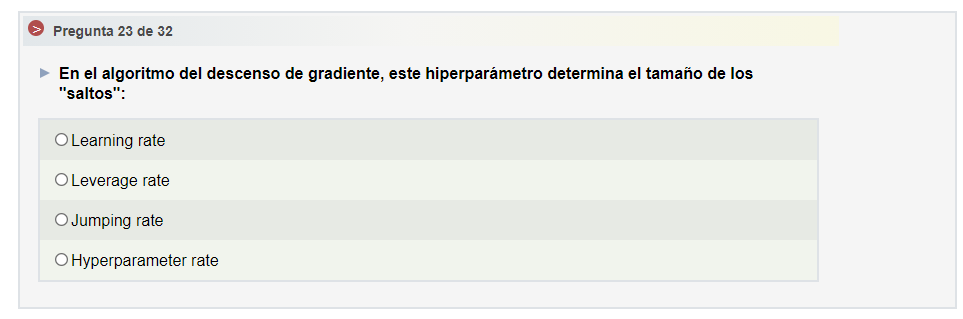 Pregunta 23 de 32
En el algoritmo del descenso de gradiente, este hiperparámetro determina el tamaño de los
"saltos":
Learning rate
Leverage rate
Jumping rate
Hyperparameter rate